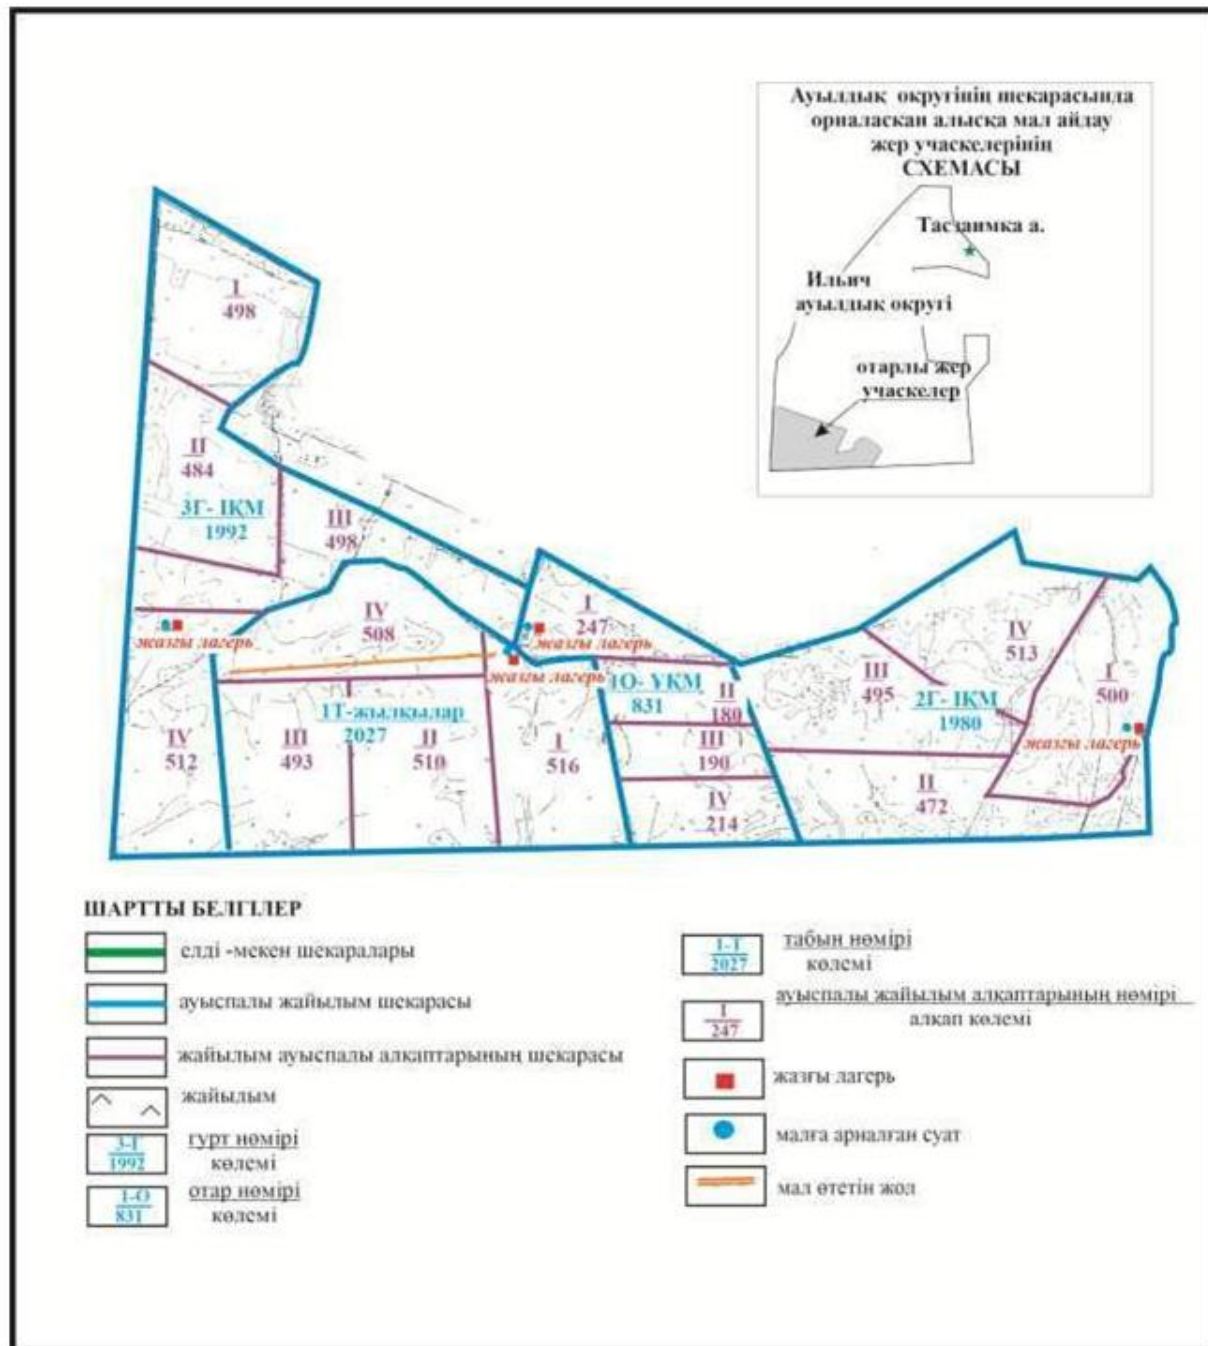 Ауылдық округінің шекарасында
орналаскан алысқа мал айдау
жер учаскелерінің
СХЕМАСЫ
Тасзаимка а.
Ильич
ауылдық округі
отарлы жер
учаскелер
I
498
II
484
3Г- ІҚМ
1992
III
498
IV
508
I
247
жазғы лагерь
жазғы лагерь
жазғы лагерь
1О- ҰҚМ
831
II
180
III
190
IV
214
III
495
IV
513
2Г- ІҚМ
1980
I
500
жазғы лагерь
II
472
IV
512
III
493
1Т-жылқылар
2027
II
510
I
516
ШАРТТЫ БЕЛГІЛЕР
елді -мекен шекаралары
ауыспалы жайылым шекарасы
жайылым ауыспалы алқаптарының шекарасы
жайылым
3-Г
1992
гурт нөмірі
көлемі
1-О
831
отар нөмірі
көлемі
1-Т
2027
табын нөмірі
көлемі
I
247
ауыспалы жайылым алқаптарының нөмірі
алқап көлемі
жазғы лагерь
малға арналған суат
мал өтетін жол